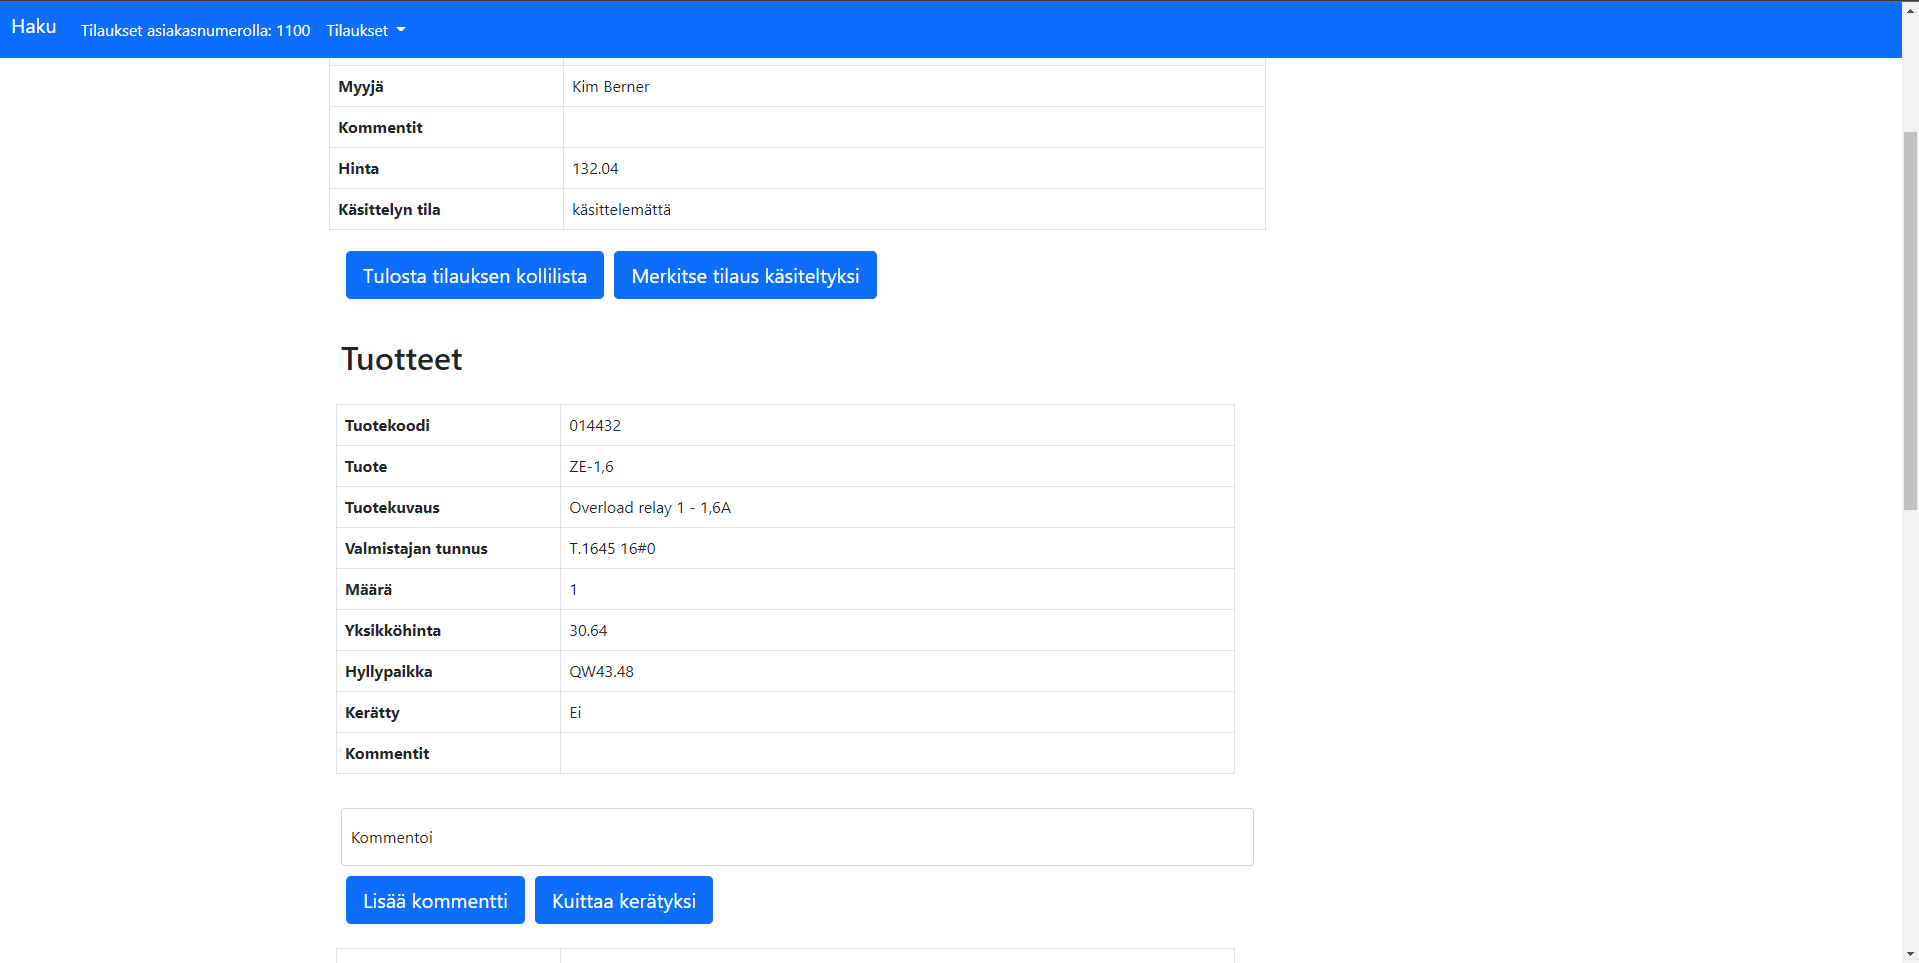 Haku Tilaukset asiakasnumerolla: 1100 Tilaukset
Myyjä Kim Berner
Kommentit
Hinta 132.04
Käsittelyn tila käsittelemättä
Tulosta tilauksen kollilista Merkitse tilaus käsiteltyksi
Tuotteet
Tuotekoodi 014432
Tuote ZE-1,6
Tuotekuvaus Overload relay 1 - 1,6A
Valmistajan tunnus T.1645 16#0
Määrä 1
Yksikköhinta 30.64
Hyllypaikka QW43.48
Kerätty Ei
Kommentit
Kommentoi
Lisää kommentti Kuittaa kerätyksi